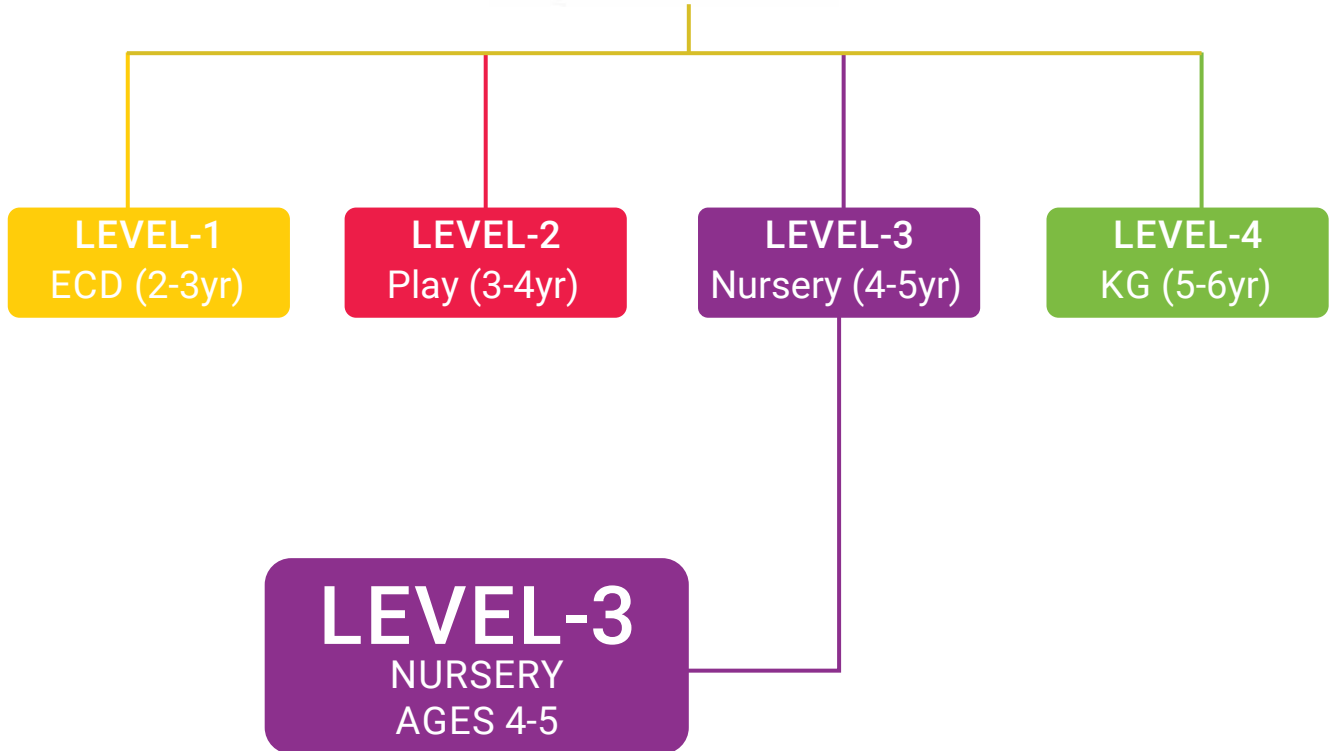 LEVEL-1
ECD (2-3yr)
LEVEL-2
Play (3-4yr)
LEVEL-3
Nursery (4-5yr)
LEVEL-4
KG (5-6yr)
LEVEL-3
NURSERY
AGES 4-5